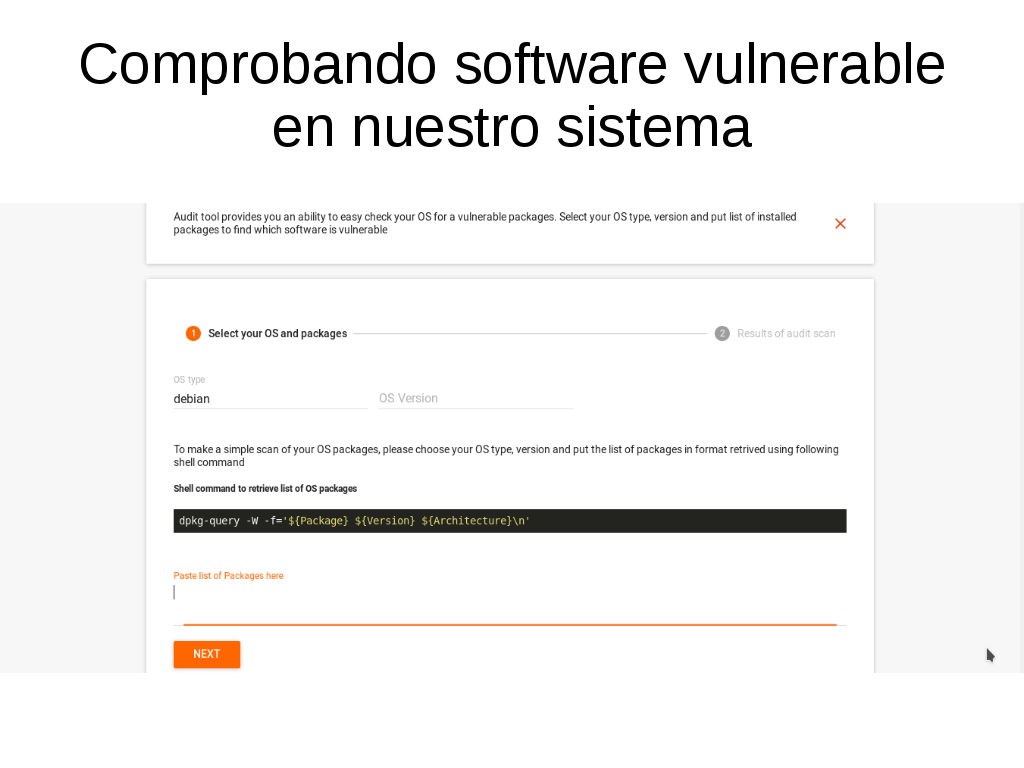 Comprobando software vulnerable
en nuestro sistema
Audit tool provides you an ability to easy check your OS for a vulnerable packages. Select your OS type, version and put list of installed
packages to find which software is vulnerable
1 Select your OS and packages
2 Results of audit scan
OS type
debian
OS Version
To make a simple scan of your OS packages, please choose your OS type, version and put the list of packages in format retrived using following
shell command
Shell command to retrieve list of OS packages
dpkg-query -W -f='${Package} ${Version} ${Architecture}\n'
Paste list of Packages here
NEXT